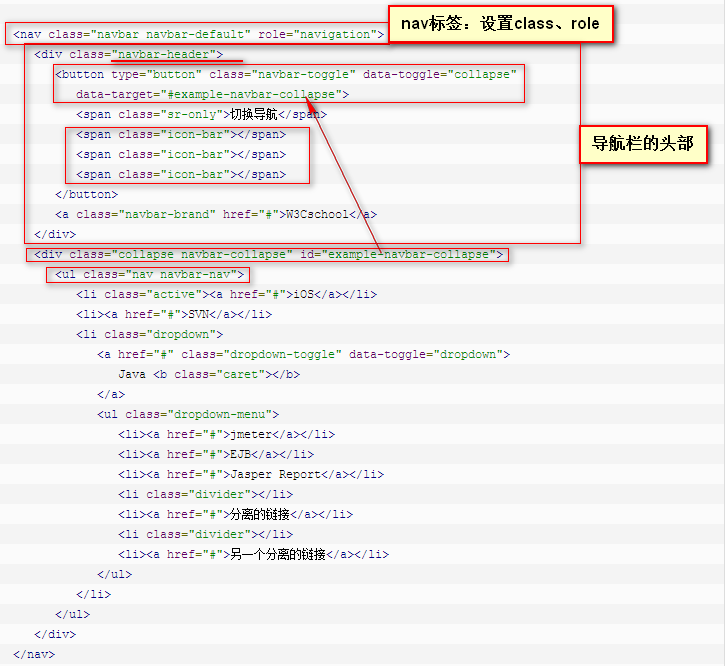 nav标签：设置class、role
<nav class="navbar navbar-default" role="navigation">
<div class="navbar-header">
<button type="button" class="navbar-toggle" data-toggle="collapse"
data-target="#example-navbar-collapse">
<span class="sr-only">切换导航</span>
<span class="icon-bar"></span>
导航栏的头部
<span class="icon-bar"></span>
<span class="icon-bar"></span>
</button>
<a class="navbar-brand" href="#">W3Cschool</a>
</div>
<div class="collapse navbar-collapse" id="example-navbar-collapse">
<ul class="nav navbar-nav">
<li class="active"><a href="#">iOS</a></li>
<li><a href="#">SVN</a></li>
<li class="dropdown">
<a href="#" class="dropdown-toggle" data-toggle="dropdown">
Java <b class="caret"></b>
</a>
<ul class="dropdown-menu">
<li><a href="#">jmeter</a></li>
<li><a href="#">EJB</a></li>
<li><a href="#">Jasper Report</a></li>
<li class="divider"></li>
<li><a href="#">分离的链接</a></li>
<li class="divider"></li>
<li><a href="#">另一个分离的链接</a></li>
</ul>
</li>
</ul>
</div>
</nav>